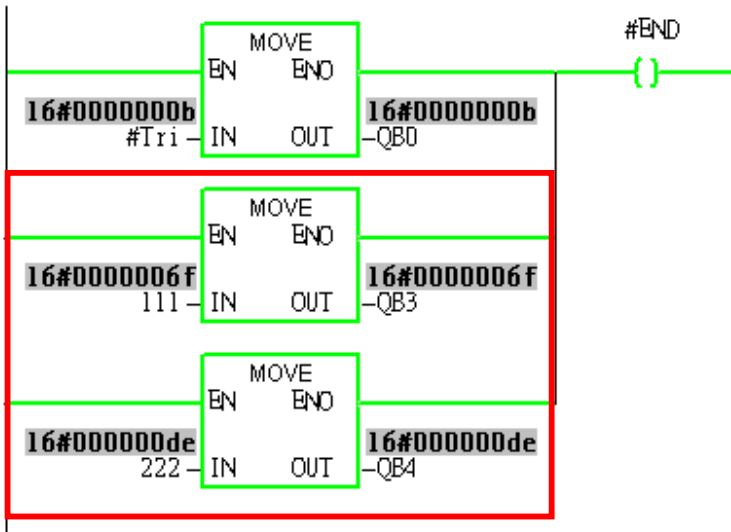 #END
MOVE
EN ENO
16#0000000b 16#0000000b
#Tri IN OUT QB0
MOVE
EN ENO
16#0000006f 16#0000006f
111 IN OUT QB3
MOVE
EN ENO
16#000000de 16#000000de
222 IN OUT QB4